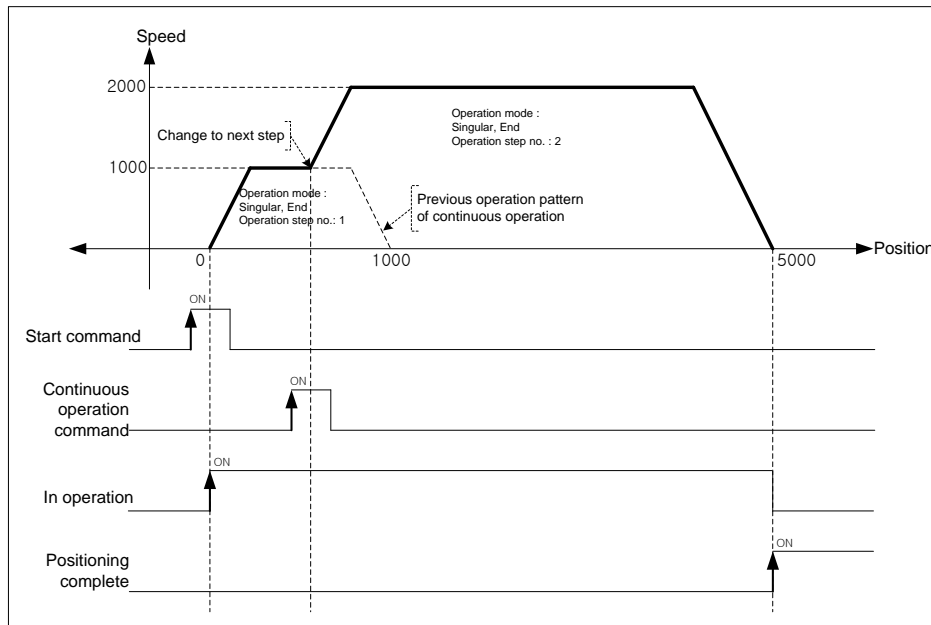 Speed
2000
Operation mode :
Singular, End
Operation step no. : 2
Change to next step
1000
Operation mode :
Singular, End
Operation step no.: 1
Previous operation pattern
of continuous operation
Position
0
1000
5000
ON
Start command
ON
Continuous
operation
command
ON
In operation
ON
Positioning
complete